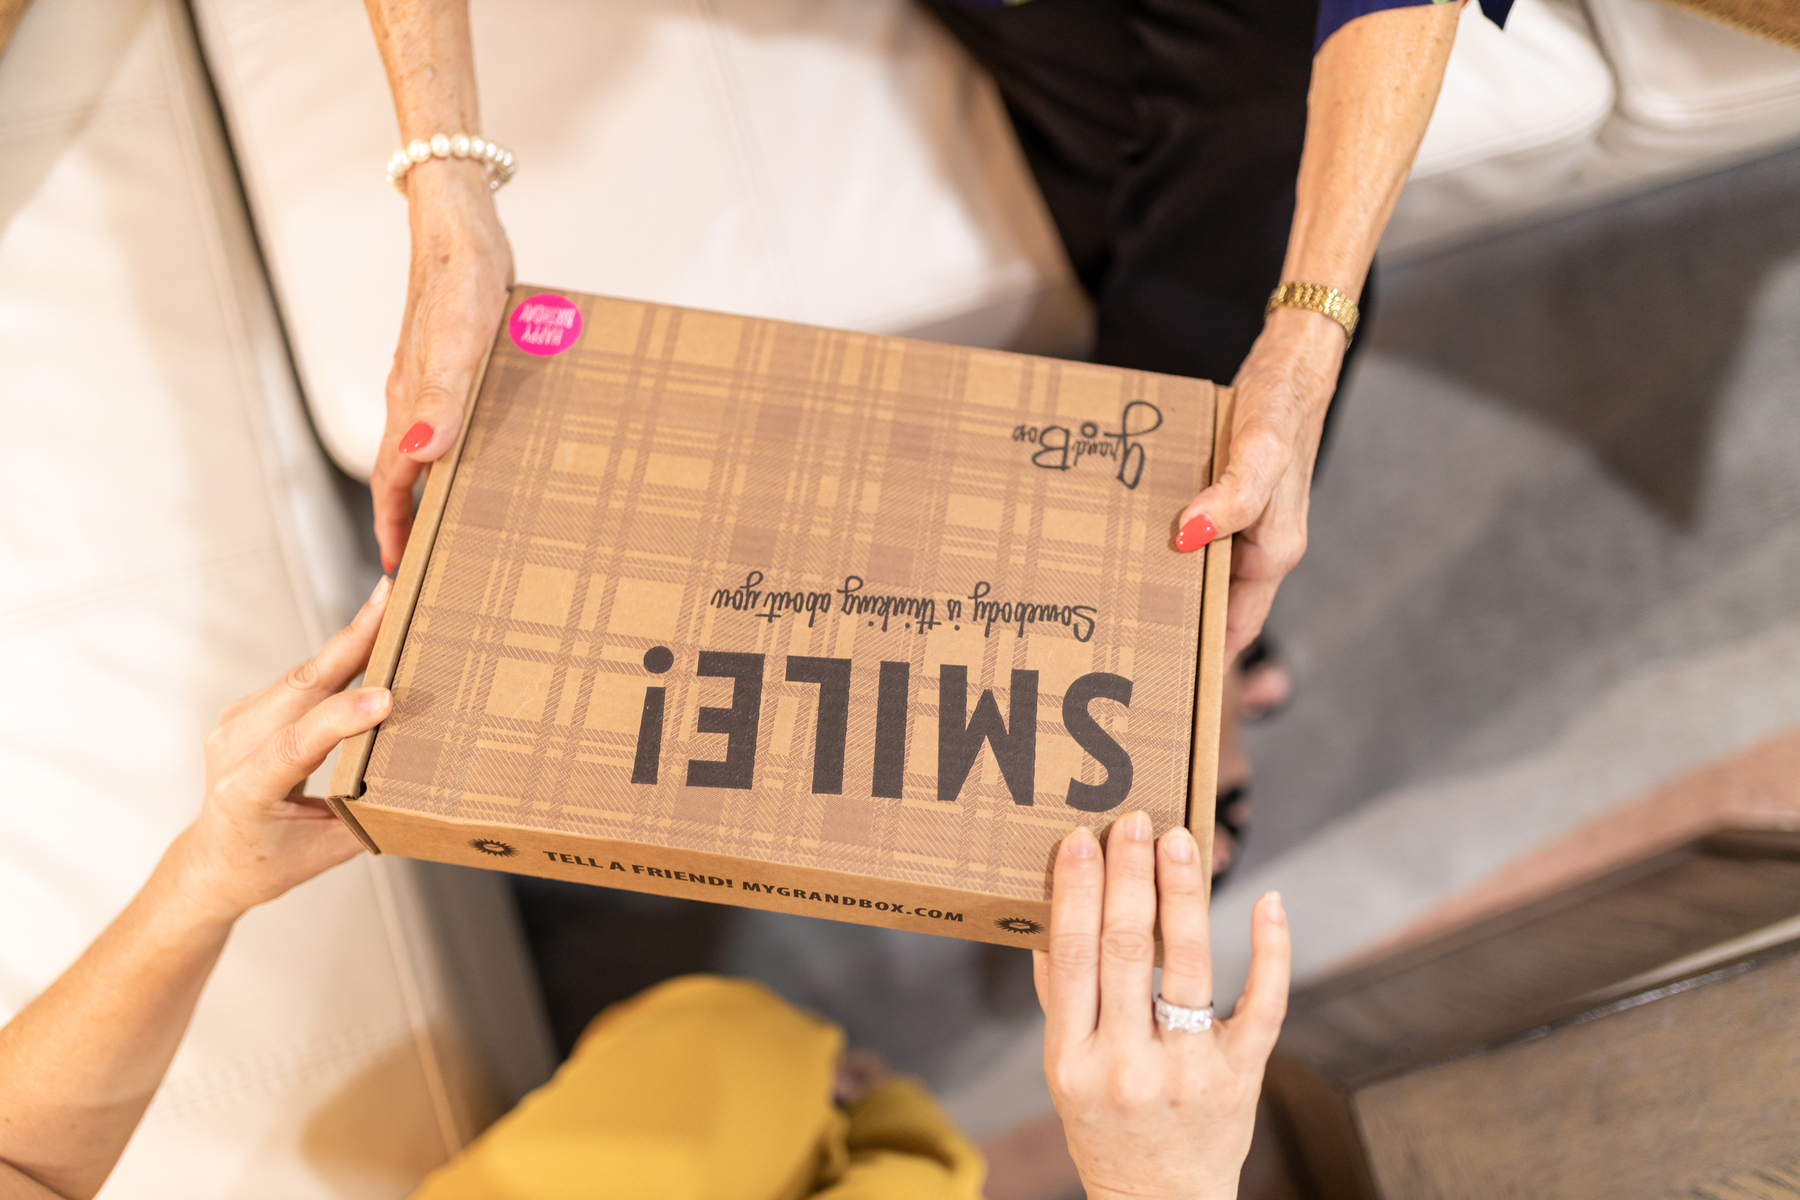 grandBox
Somebody is thinking about you
SMILE!
HAPPY
BIRTHDAY
TELL A FRIEND! MYGRANDBOX.COM